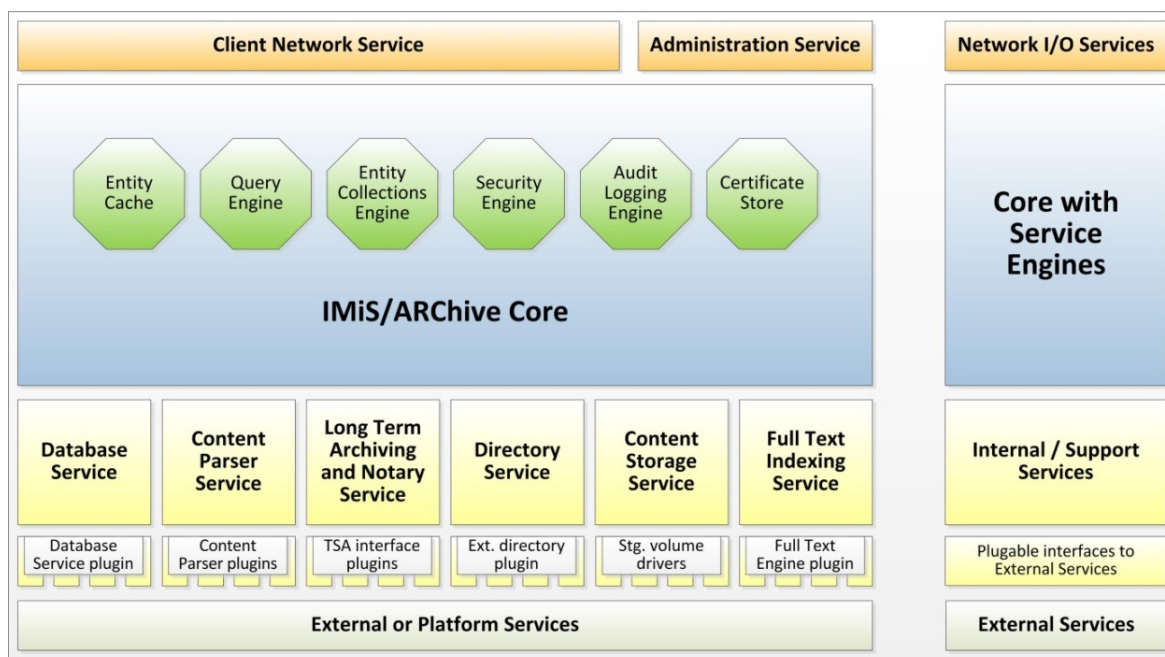 Client Network Service
Administration Service
Network I/O Services
Entity
Cache
Query
Engine
Entity
Collections
Engine
Security
Engine
Audit
Logging
Engine
Certificate
Store
IMiS/ARChive Core
Core with
Service
Engines
Database
Service
Content
Parser
Service
Long Term
Archiving
and Notary
Service
Directory
Service
Content
Storage
Service
Full Text
Indexing
Service
Internal / Support
Services
Database
Service plugin
Content
Parser plugins
TSA interface
plugins
Ext. directory
plugin
Stg. volume
drivers
Full Text
Engine plugin
Plugable interfaces to
External Services
External or Platform Services
External Services